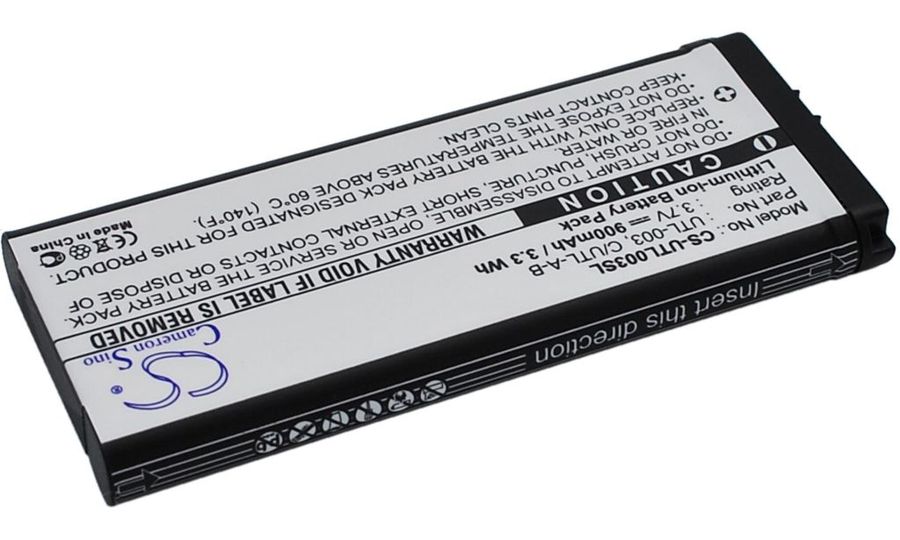 Insert this direction
CS
Cameron Sino
Model No.: CS-UTL003SL
Part No.: UTL-003 C/UTL-A-B
Rating: 3.7V 900mAh / 3.3 Wh
Lithium-Ion Battery Pack
CAUTION WARRANTY VOID IF LABEL IS REMOVED
•DO NOT ATTEMPT TO DISASSEMBLE, OPEN OR SERVICE BATTERY PACK.
CRUSH, PUNCTURE, SHORT EXTERNAL CONTACTS OR DISPOSE OF
IN FIRE OR WATER.
•REPLACE ONLY WITH THE BATTERY PACK DESIGNATED FOR THIS PRODUCT
•DO NOT EXPOSE THE TEMPERATURES ABOVE 60°C (140°F).
•KEEP CONTACT PINTS CLEAN.
Made in China